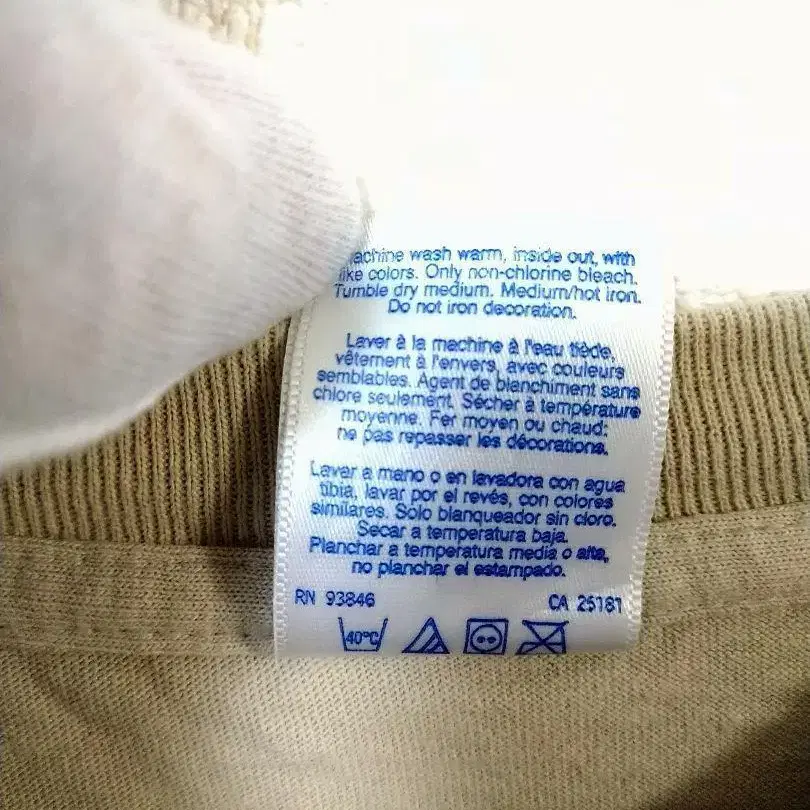 achine wash warm, inside out, with
like colors. Only non-chlorine bleach.
Tumble dry medium. Medium/hot iron.
Do not iron decoration.
Laver à la machine à l'eau tiède,
vêtement à l'envers, avec couleurs
semblables. Agent de blanchiment sans
chlore seulement. Sécher à température
moyenne. Fer moyen ou chaud;
ne pas repasser les décorations.
Lavar a mano o en lavadora con agua
tibia, lavar por el revés, con colores
similares. Solo blanqueador sin cloro.
Secar a temperatura baja.
Planchar a temperatura media o alta,
no planchar el estampado.
RN 93846 CA 25181
40°C